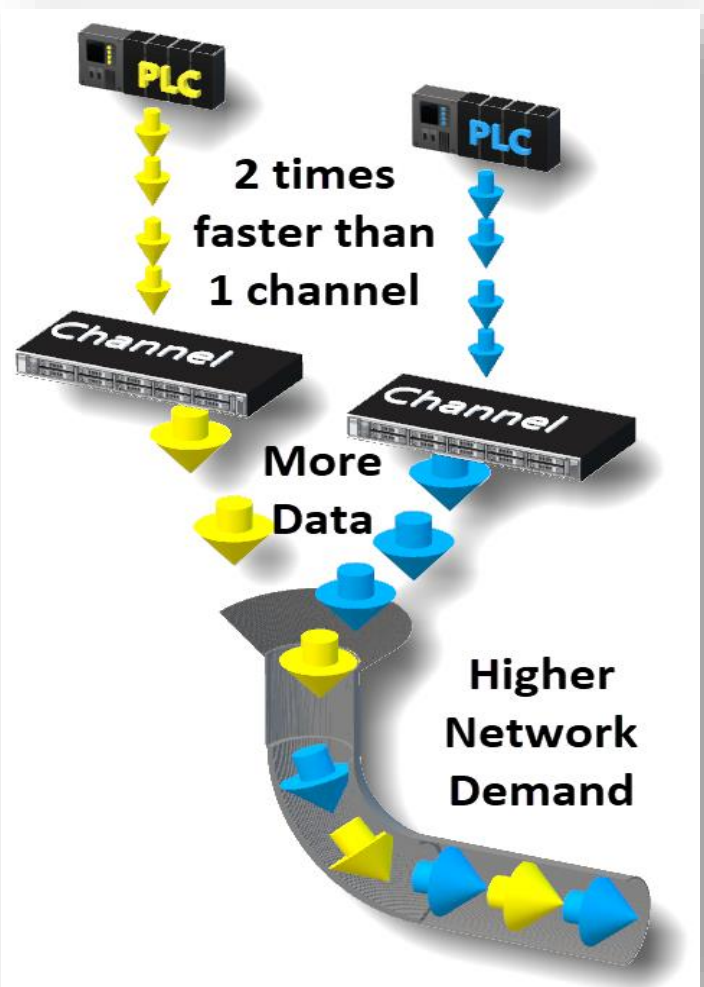 PLC
PLC
2 times
faster than
1 channel
Channel
Channel
More
Data
Higher
Network
Demand